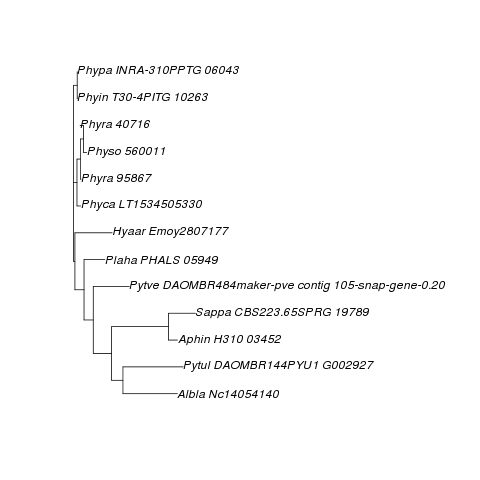 Phypa INRA-310PPTG 06043
Phyin T30-4PITG 10263
Phyra 40716
Physo 560011
Phyra 95867
Phyca LT1534505330
Hyaar Emoy2807177
Plaha PHALS 05949
Pytve DAOMBR484maker-pve contig 105-snap-gene-0.20
Sappa CBS223.65SPRG 19789
Aphin H310 03452
Pytul DAOMBR144PYU1 G002927
Albla Nc14054140